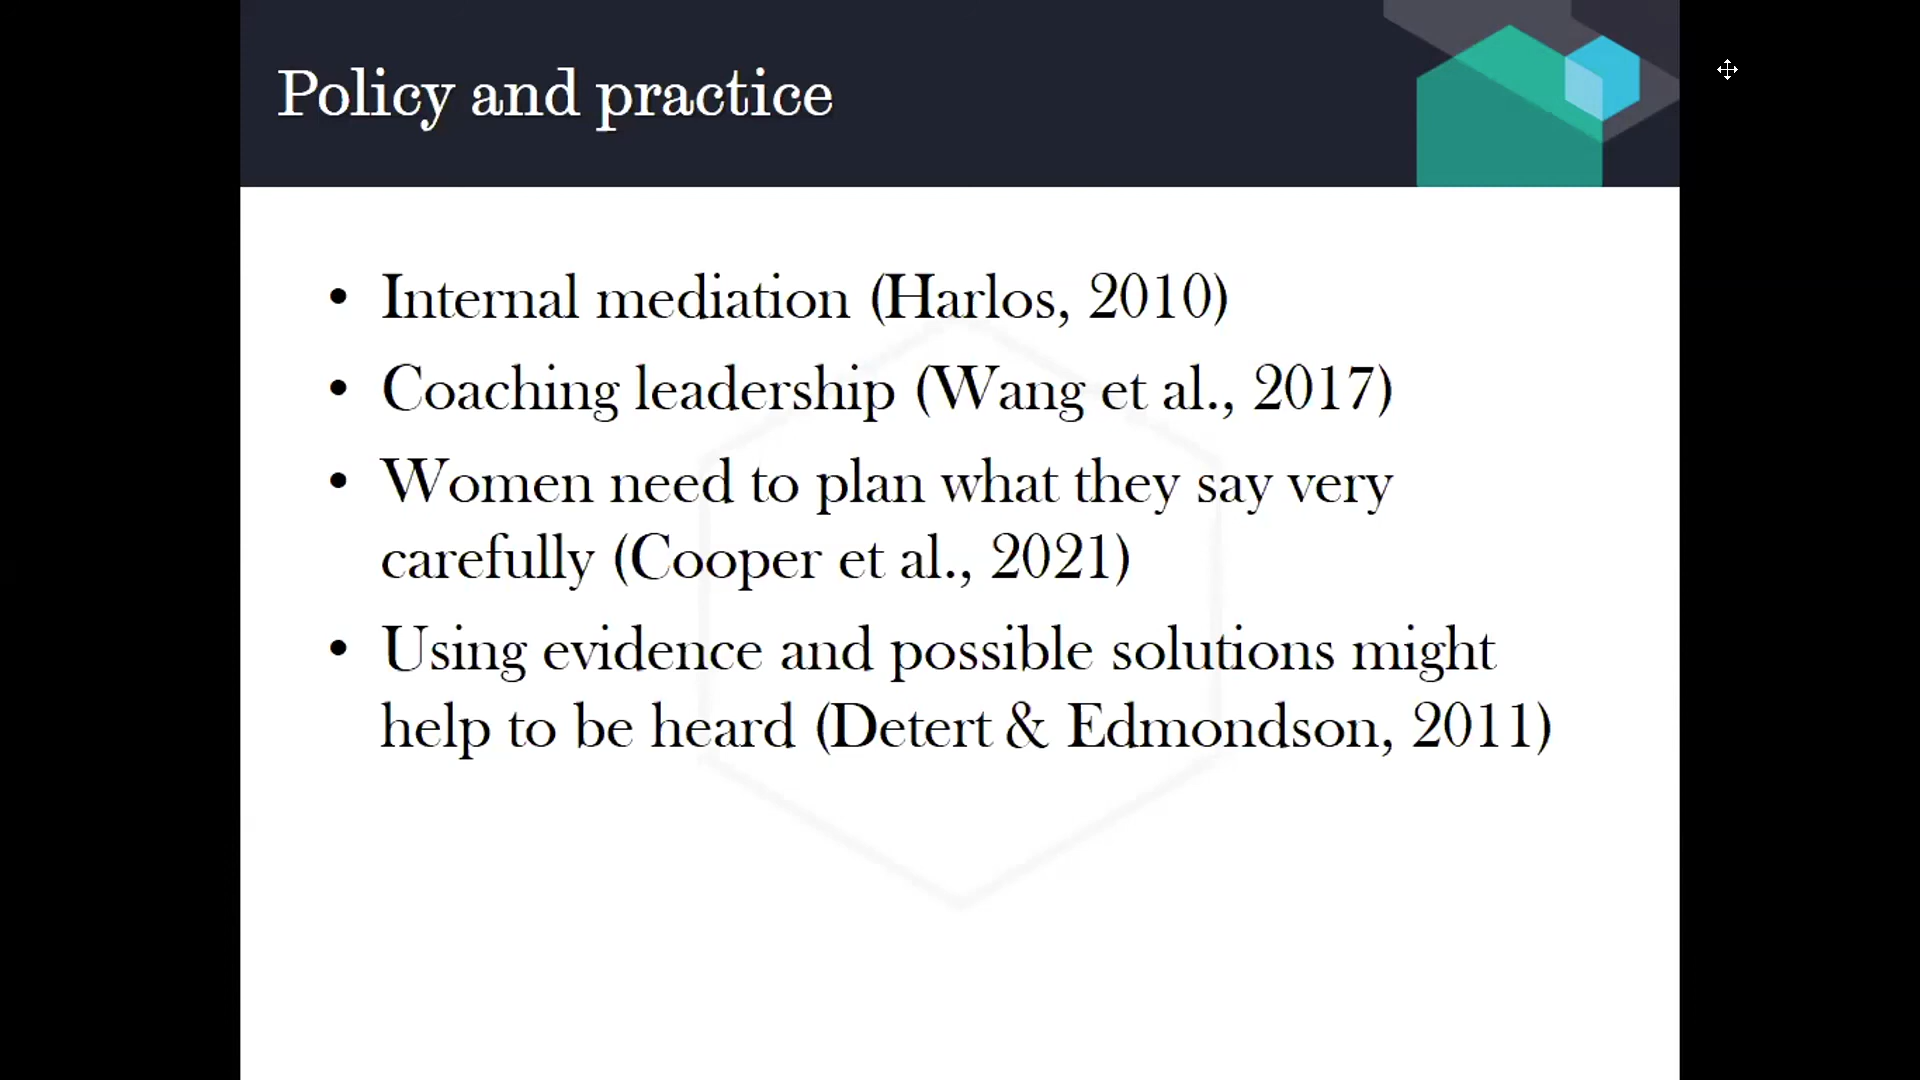 Policy and practice
• Internal mediation (Harlos, 2010)
• Coaching leadership (Wang et al., 2017)
• Women need to plan what they say very
carefully (Cooper et al., 2021)
• Using evidence and possible solutions might
help to be heard (Detert & Edmondson, 2011)